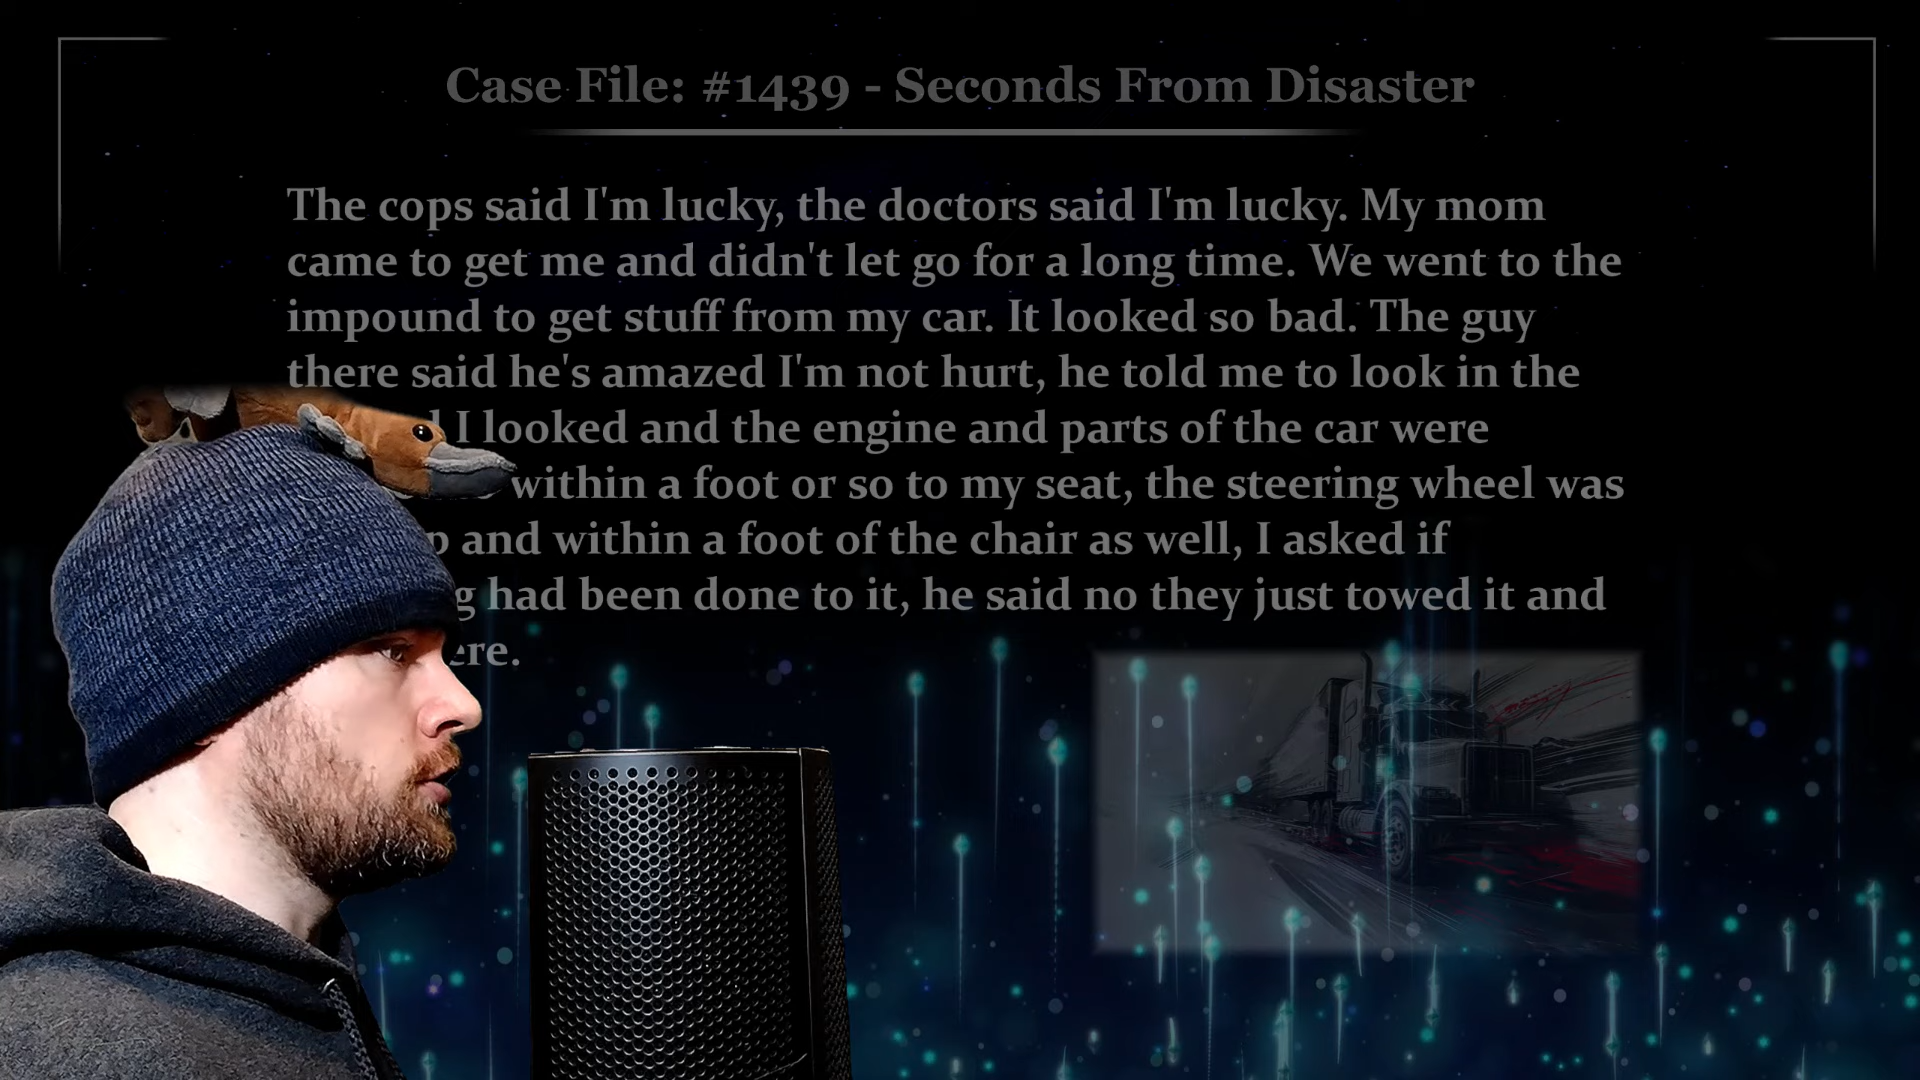 Case File: #1439 - Seconds From Disaster
The cops said I'm lucky, the doctors said I'm lucky. My mom
came to get me and didn't let go for a long time. We went to the
impound to get stuff from my car. It looked so bad. The guy
there said he's amazed I'm not hurt, he told me to look in the
I looked and the engine and parts of the car were
within a foot or so to my seat, the steering wheel was
and within a foot of the chair as well, I asked if
had been done to it, he said no they just towed it and